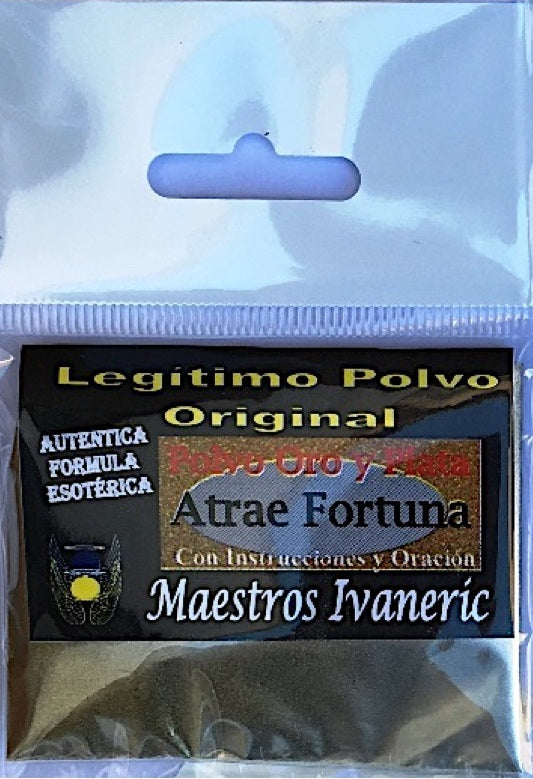 Legítimo Polvo
Original
AUTENTICA
FORMULA
ESOTÉRICA
Polvo Oro y Plata
Atrae Fortuna
Con Instrucciones y Oración
Maestros Ivaneric